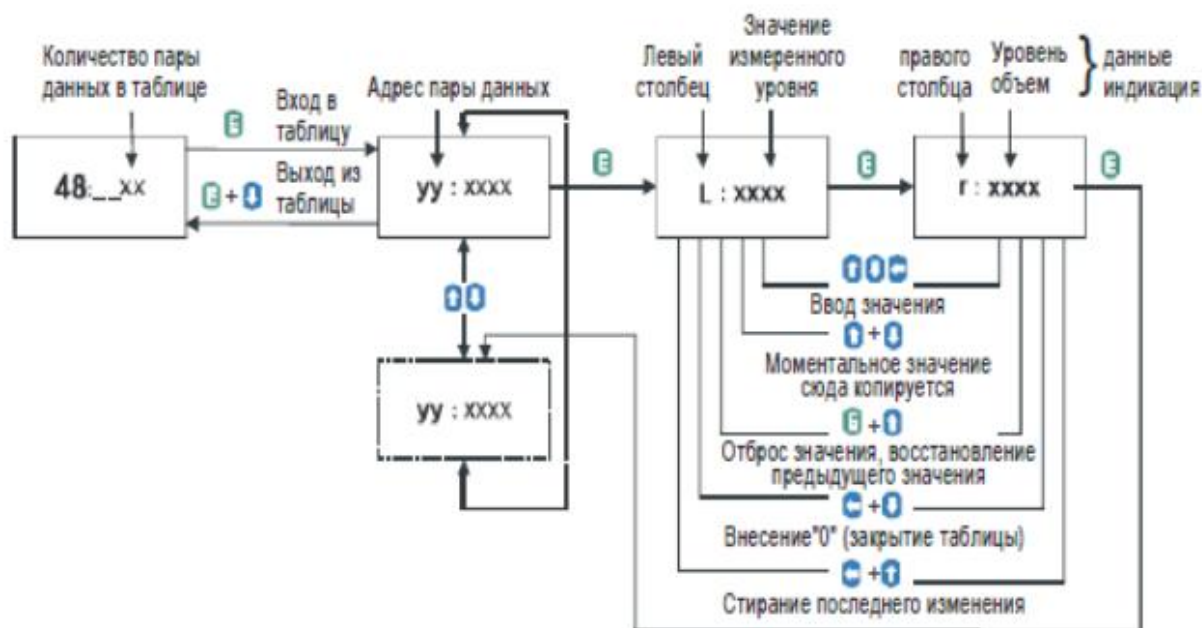 Количество пары
данных в таблице
Вход в
таблицу
E
Выход из
таблицы
E +
48:__xx
Адрес пары данных
yy : xxxx
E
yy : xxxx
Левый
столбец
Значение
измеренного
уровня
L : xxxx
E
правого
столбца
Уровень
объем
данные
индикация
r : xxxx
E
Ввод значения
+
Моментальное значение
сюда копируется
E +
Отброс значения, восстановление
предыдущего значения
+
Внесение"0" (закрытие таблицы)
+
Стирание последнего изменения